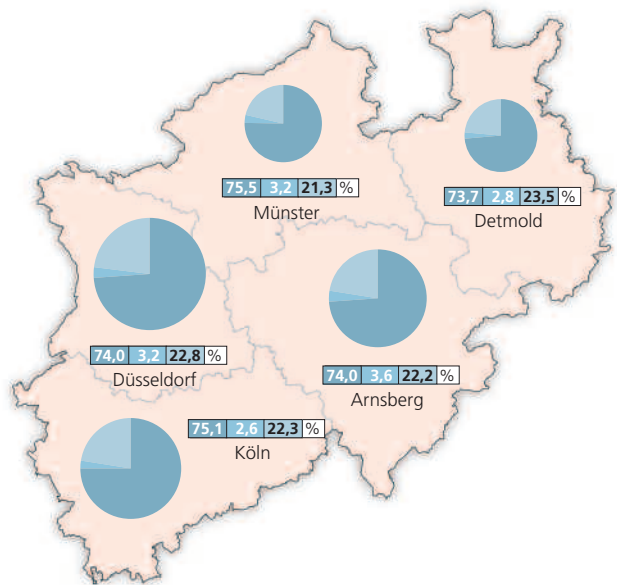 75,5 3,2 21,3 %
Münster
73,7 2,8 23,5 %
Detmold
74,0 3,2 22,8 %
Düsseldorf
74,0 3,6 22,2 %
Arnsberg
75,1 2,6 22,3 %
Köln